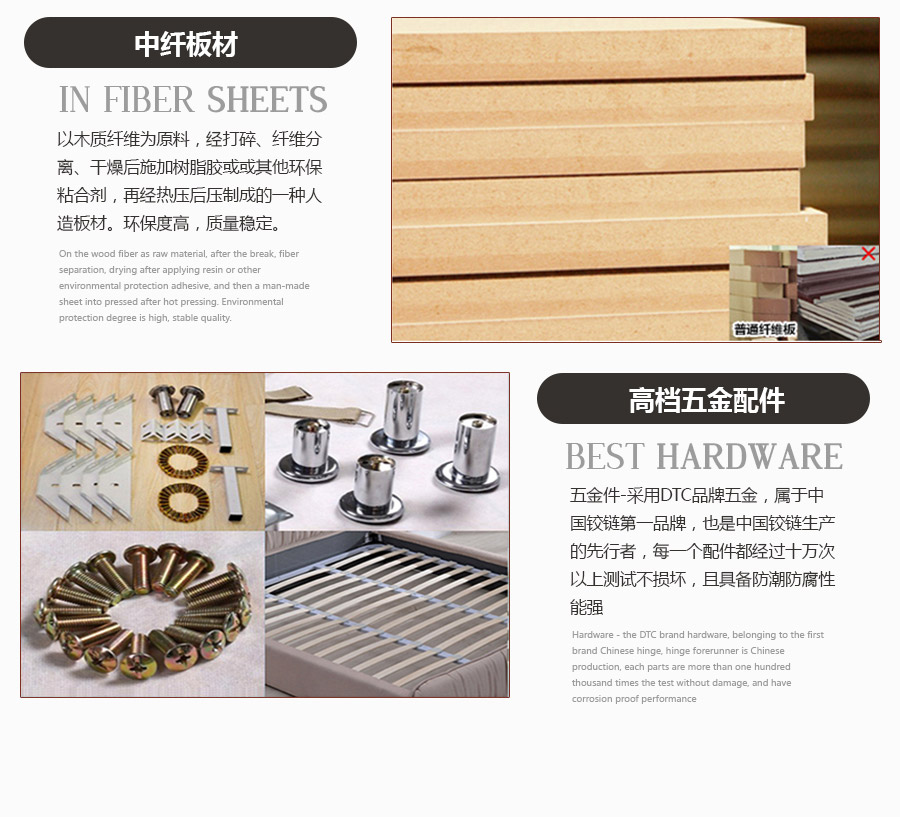 中纤板材
IN FIBER SHEETS
以木质纤维为原料，经打碎、纤维分
离、干燥后施加树脂胶或或其他环保
粘合剂，再经热压后压制成的一种人
造板材。环保度高，质量稳定。
On the wood fiber as raw material, after the break, fiber
separation, drying after applying resin or other
environmental protection adhesive, and then a man-made
sheet into pressed after hot pressing. Environmental
protection degree is high, stable quality.
普通纤维板
高档五金配件
BEST HARDWARE
五金件-采用DTC品牌五金，属于中
国铰链第一品牌，也是中国铰链生产
的先行者，每一个配件都经过十万次
以上测试不损坏，且具备防潮防腐性
能强
Hardware - the DTC brand hardware, belonging to the first
brand Chinese hinge, hinge forerunner is Chinese
production, each parts are more than one hundred
thousand times the test without damage, and have
corrosion proof performance